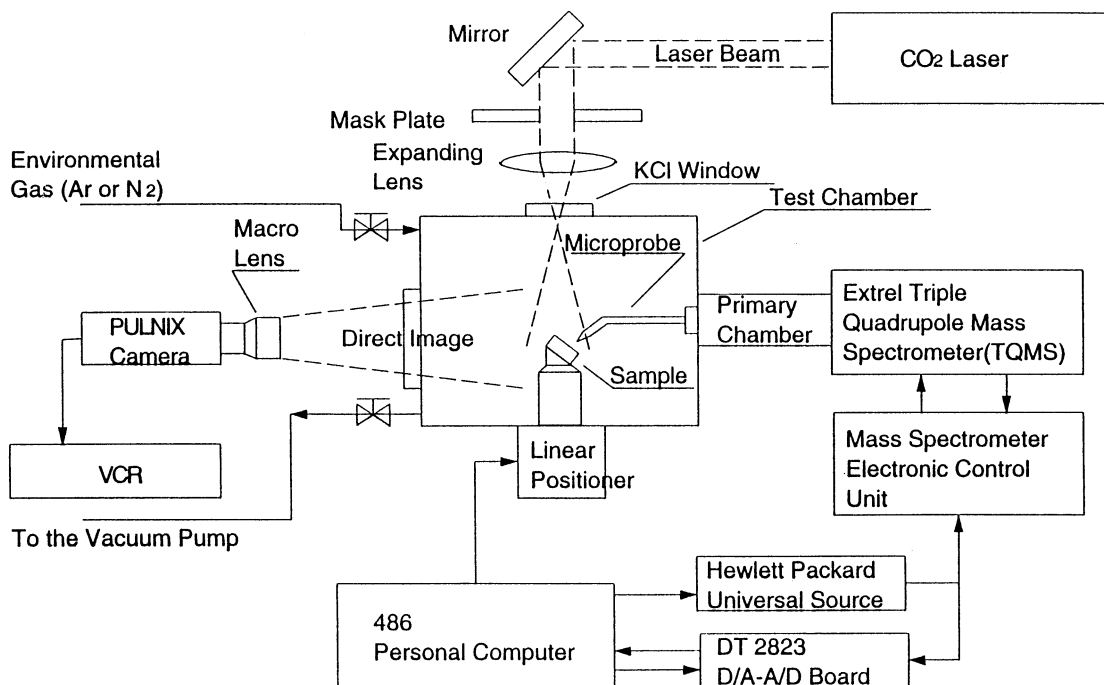 Mirror
Laser Beam
CO2 Laser
Mask Plate
Expanding
Lens
KCl Window
Test Chamber
Environmental
Gas (Ar or N2)
Macro
Lens
Microprobe
PULNIX
Camera
Direct Image
Primary
Chamber
Extrel Triple
Quadrupole Mass
Spectrometer(TQMS)
Sample
VCR
Linear
Positioner
Mass Spectrometer
Electronic Control
Unit
To the Vacuum Pump
Hewlett Packard
Universal Source
486
Personal Computer
DT 2823
D/A-A/D Board